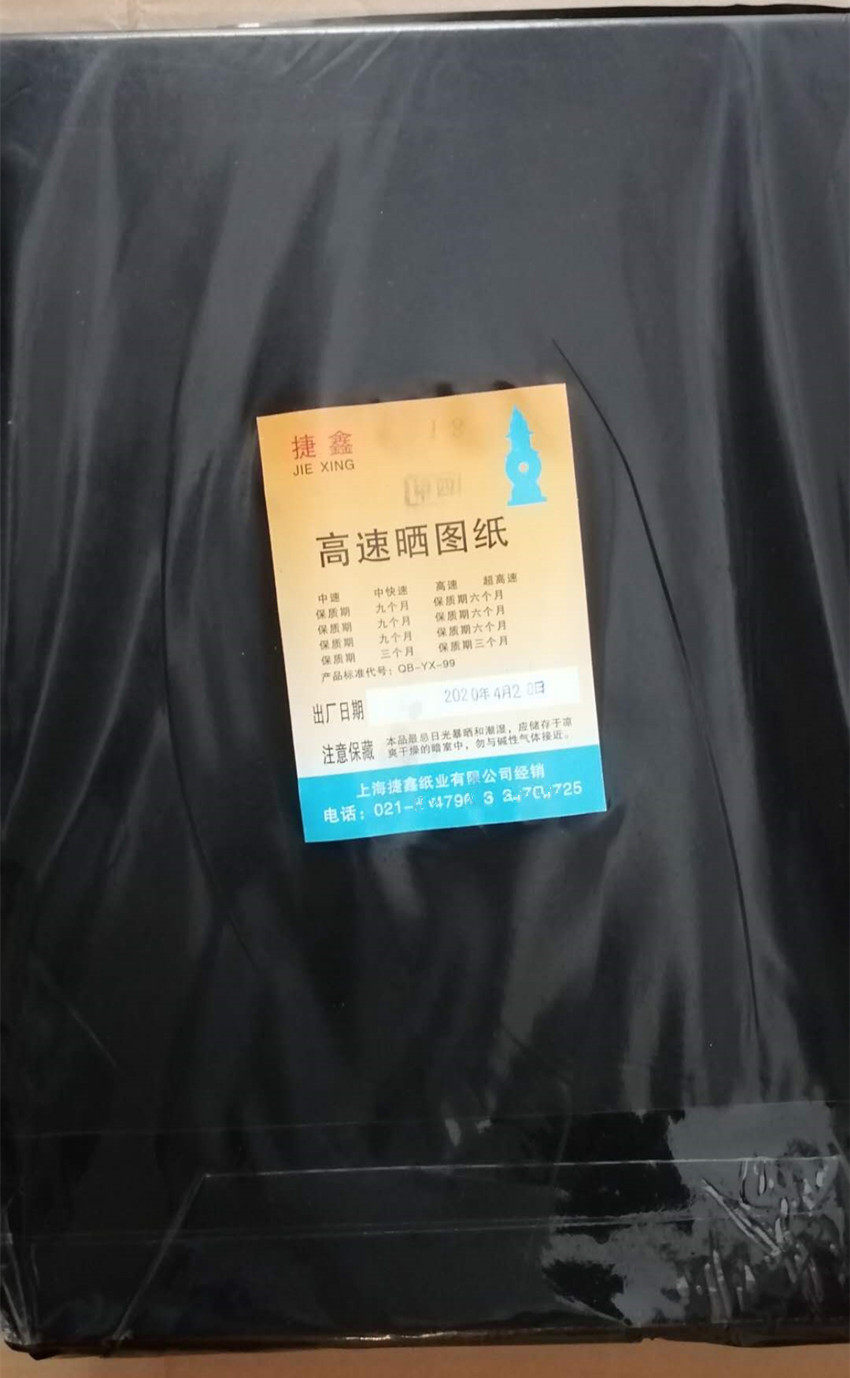 捷鑫
JIE XING
高速晒图纸
中速 中快速 高速 超高速
保质期 九个月 保质期六个月
保质期 九个月 保质期六个月
保质期 九个月 保质期六个月
保质期 三个月 保质期三个月
产品标准代号：QB-YX-99
出厂日期 2020年4月2 日
注意保藏 本品最忌日光暴晒和潮湿，应储存于凉
爽干燥的暗室中，勿与碱性气体接近。
上海捷鑫纸业有限公司经销
电话：021-